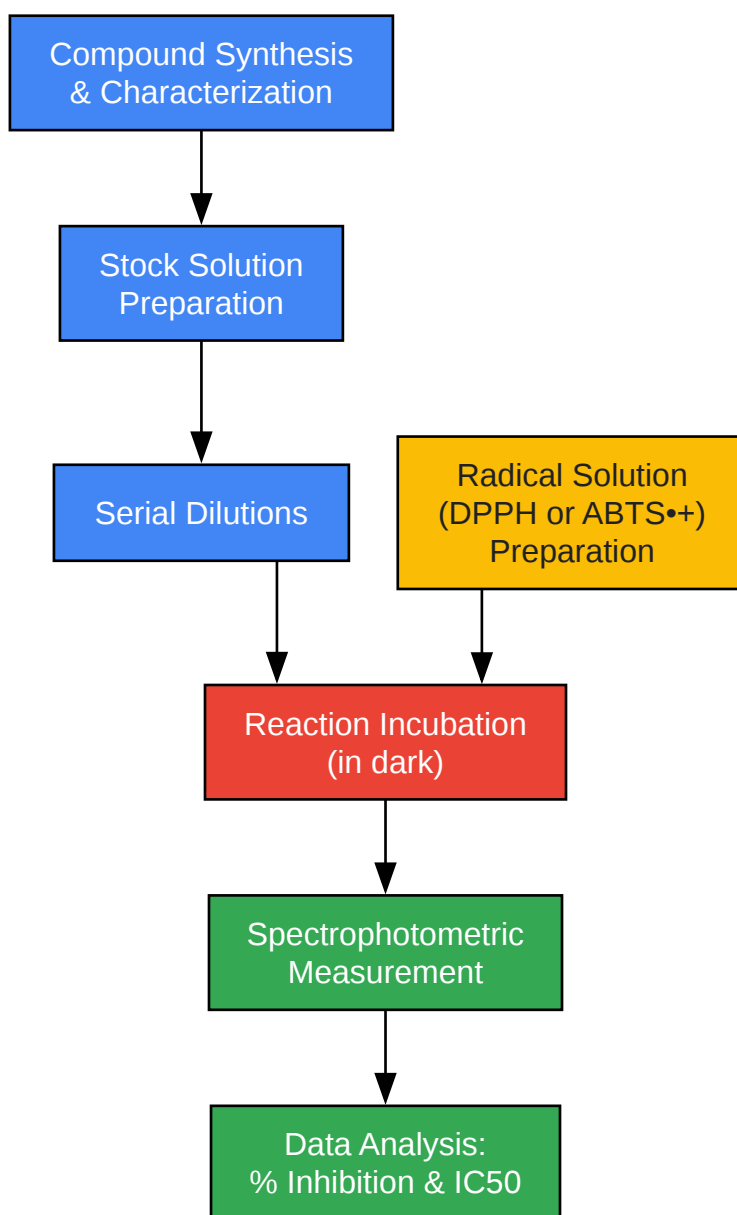 Compound Synthesis
& Characterization
Stock Solution
Preparation
Serial Dilutions
Radical Solution
(DPPH or ABTS•+)
Preparation
Reaction Incubation
(in dark)
Spectrophotometric
Measurement
Data Analysis:
% Inhibition & IC50